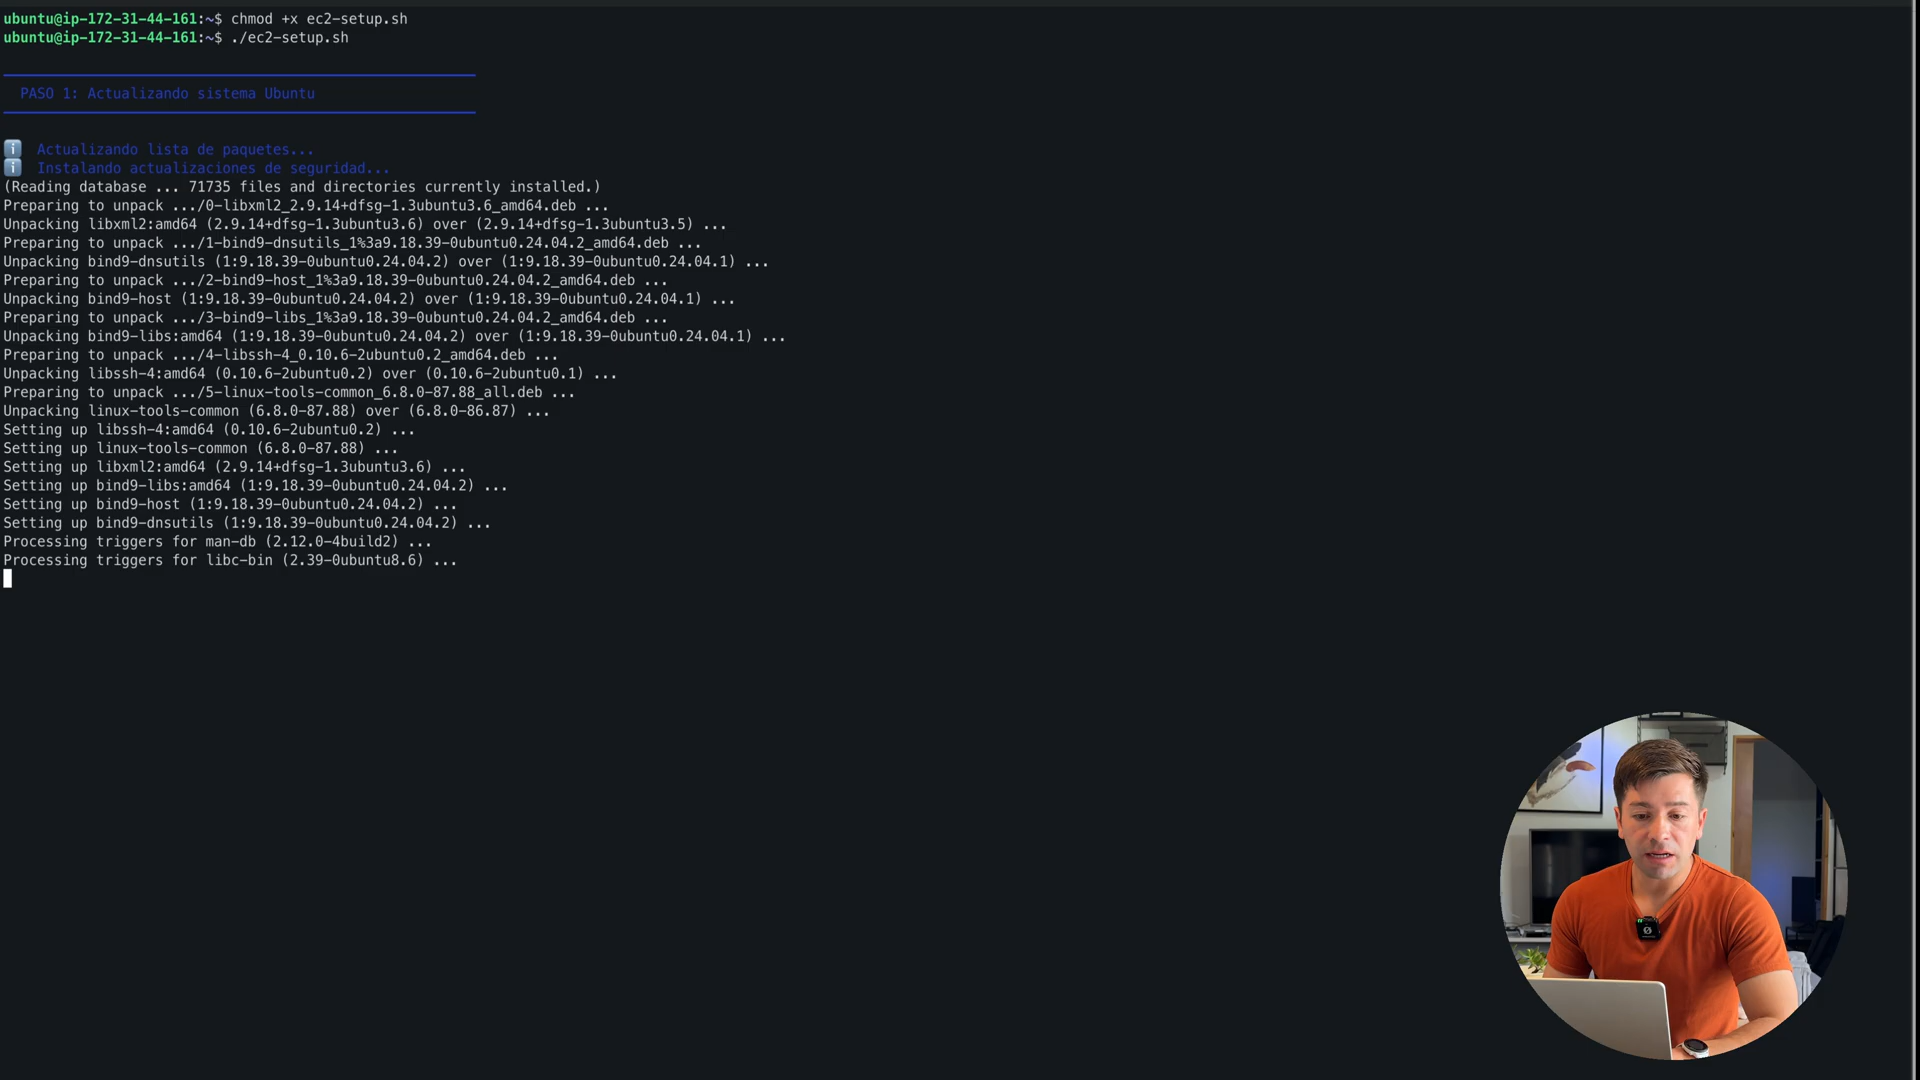 ubuntu@ip-172-31-44-161:~$ chmod +x ec2-setup.sh
ubuntu@ip-172-31-44-161:~$ ./ec2-setup.sh
PASO 1: Actualizando sistema Ubuntu
Actualizando lista de paquetes...
Instalando actualizaciones de seguridad...
(Reading database ... 71735 files and directories currently installed.)
Preparing to unpack .../0-libxml2_2.9.14+dfsg-1.3ubuntu3.6_amd64.deb ...
Unpacking libxml2:amd64 (2.9.14+dfsg-1.3ubuntu3.6) over (2.9.14+dfsg-1.3ubuntu3.5) ...
Preparing to unpack .../1-bind9-dnsutils_1%3a9.18.39-0ubuntu0.24.04.2_amd64.deb ...
Unpacking bind9-dnsutils (1:9.18.39-0ubuntu0.24.04.2) over (1:9.18.39-0ubuntu0.24.04.1) ...
Preparing to unpack .../2-bind9-host_1%3a9.18.39-0ubuntu0.24.04.2_amd64.deb ...
Unpacking bind9-host (1:9.18.39-0ubuntu0.24.04.2) over (1:9.18.39-0ubuntu0.24.04.1) ...
Preparing to unpack .../3-bind9-libs_1%3a9.18.39-0ubuntu0.24.04.2_amd64.deb ...
Unpacking bind9-libs:amd64 (1:9.18.39-0ubuntu0.24.04.2) over (1:9.18.39-0ubuntu0.24.04.1) ...
Preparing to unpack .../4-libssh-4_0.10.6-2ubuntu0.2_amd64.deb ...
Unpacking libssh-4:amd64 (0.10.6-2ubuntu0.2) over (0.10.6-2ubuntu0.1) ...
Preparing to unpack .../5-linux-tools-common_6.8.0-87.88_all.deb ...
Unpacking linux-tools-common (6.8.0-87.88) over (6.8.0-86.87) ...
Setting up libssh-4:amd64 (0.10.6-2ubuntu0.2) ...
Setting up linux-tools-common (6.8.0-87.88) ...
Setting up libxml2:amd64 (2.9.14+dfsg-1.3ubuntu3.6) ...
Setting up bind9-libs:amd64 (1:9.18.39-0ubuntu0.24.04.2) ...
Setting up bind9-host (1:9.18.39-0ubuntu0.24.04.2) ...
Setting up bind9-dnsutils (1:9.18.39-0ubuntu0.24.04.2) ...
Processing triggers for man-db (2.12.0-4build2) ...
Processing triggers for libc-bin (2.39-0ubuntu8.6) ...